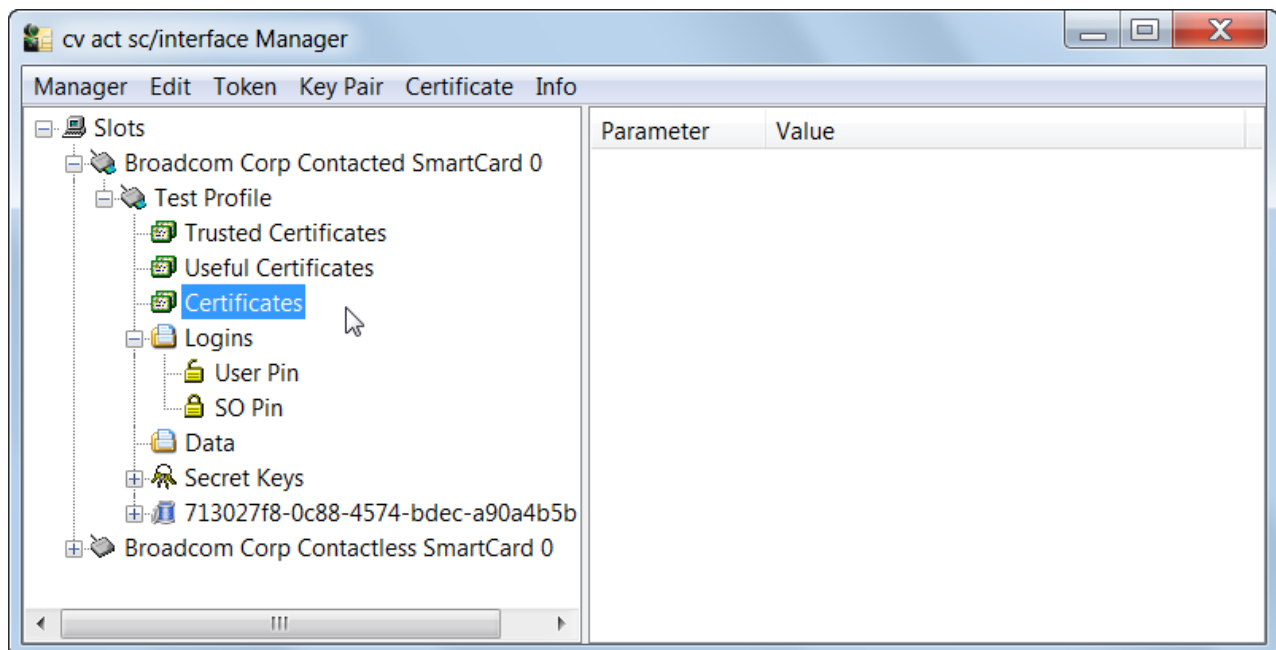 cv act sc/interface Manager
Manager Edit Token Key Pair Certificate Info
Slots
Broadcom Corp Contacted SmartCard 0
Test Profile
Trusted Certificates
Useful Certificates
Certificates
Logins
User Pin
SO Pin
Data
Secret Keys
713027f8-0c88-4574-bdec-a90a4b5b
Broadcom Corp Contactless SmartCard 0
Parameter Value